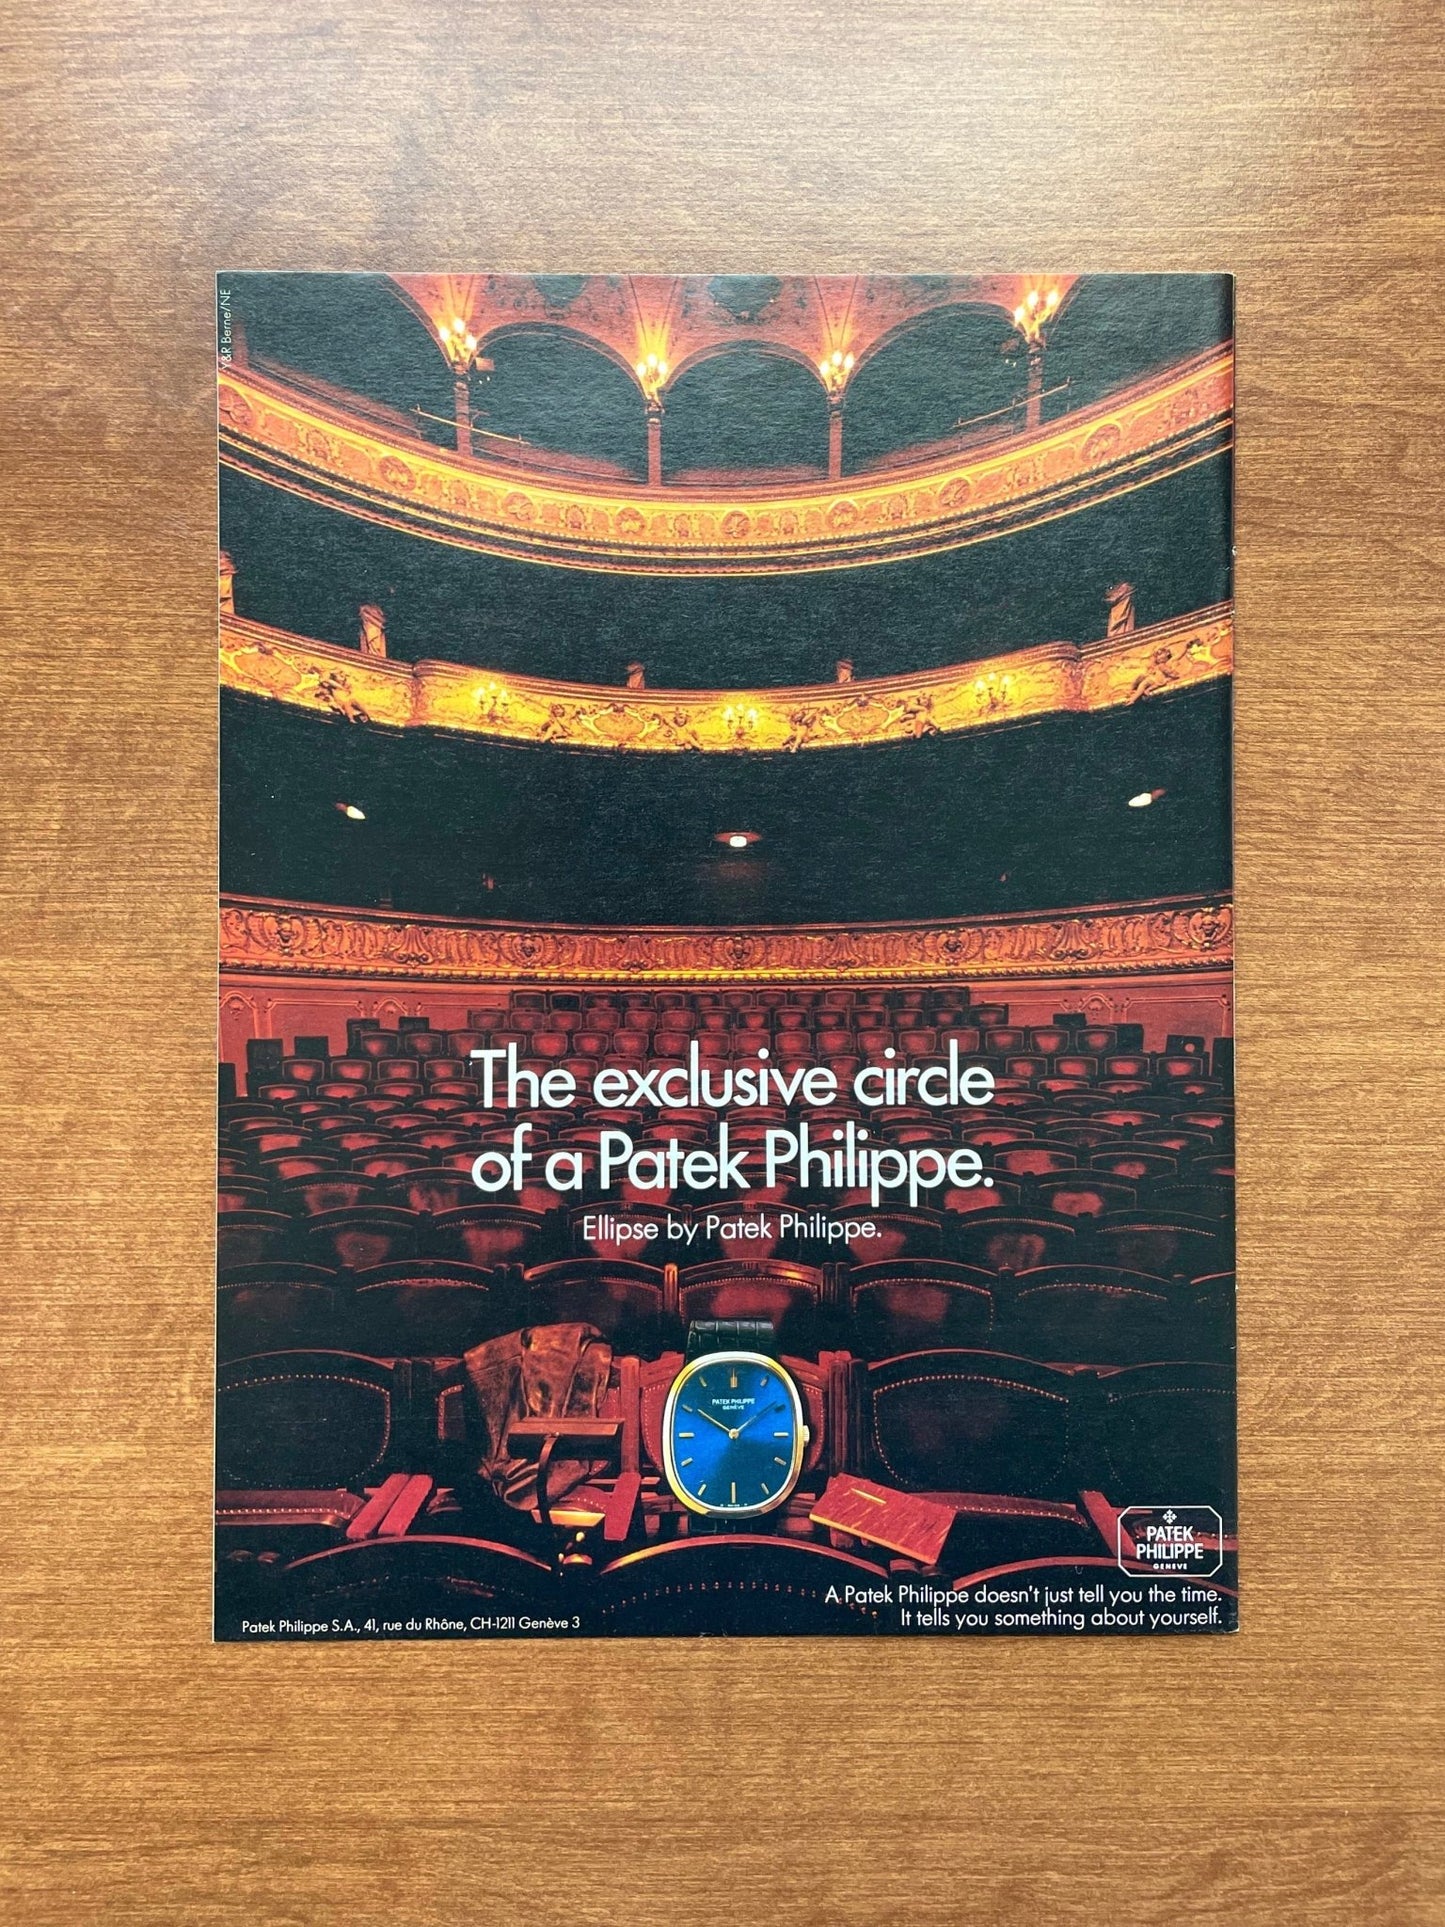 Y&R Berne/NE
The exclusive circle
of a Patek Philippe.
Ellipse by Patek Philippe.
PATEK PHILIPPE
GENÈVE
PATEK
PHILIPPE
GENEVE
A Patek Philippe doesn't just tell you the time.
It tells you something about yourself.
Patek Philippe S.A., 41, rue du Rhône, CH-1211 Genève 3